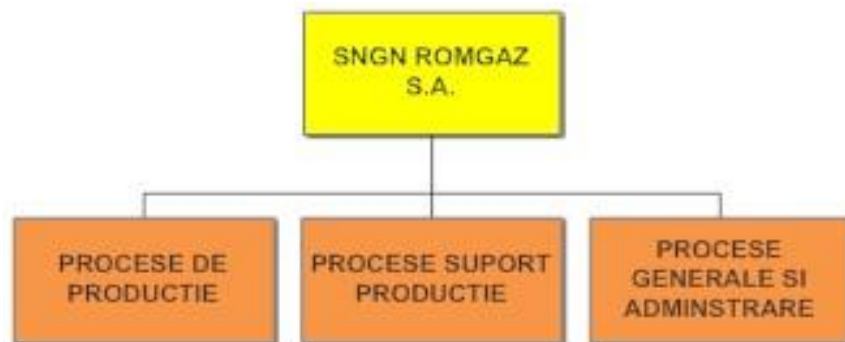 SNGN ROMGAZ
S.A.
PROCESE DE
PRODUCTIE
PROCESE SUPORT
PRODUCTIE
PROCESE
GENERALE SI
ADMINSTRARE